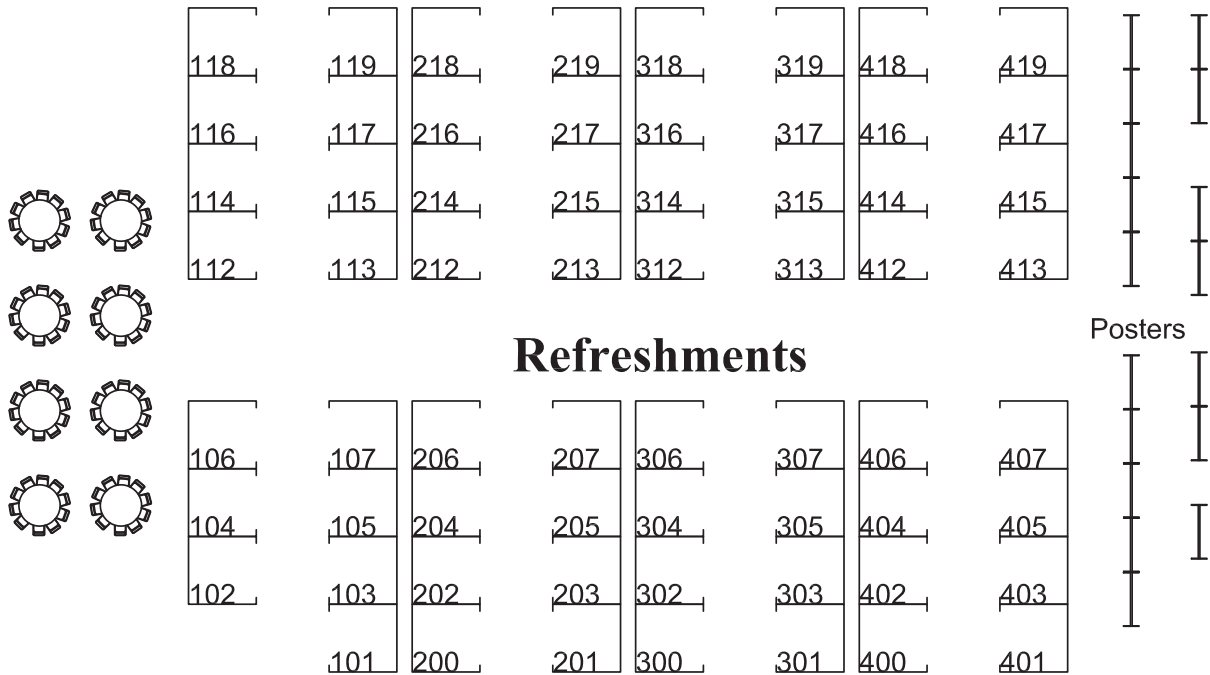 118 119 218 219 318 319 418 419
116 117 216 217 316 317 416 417
114 115 214 215 314 315 414 415
112 113 212 213 312 313 412 413
Posters
Refreshments
106 107 206 207 306 307 406 407
104 105 204 205 304 305 404 405
102 103 202 203 302 303 402 403
101 200 201 300 301 400 401